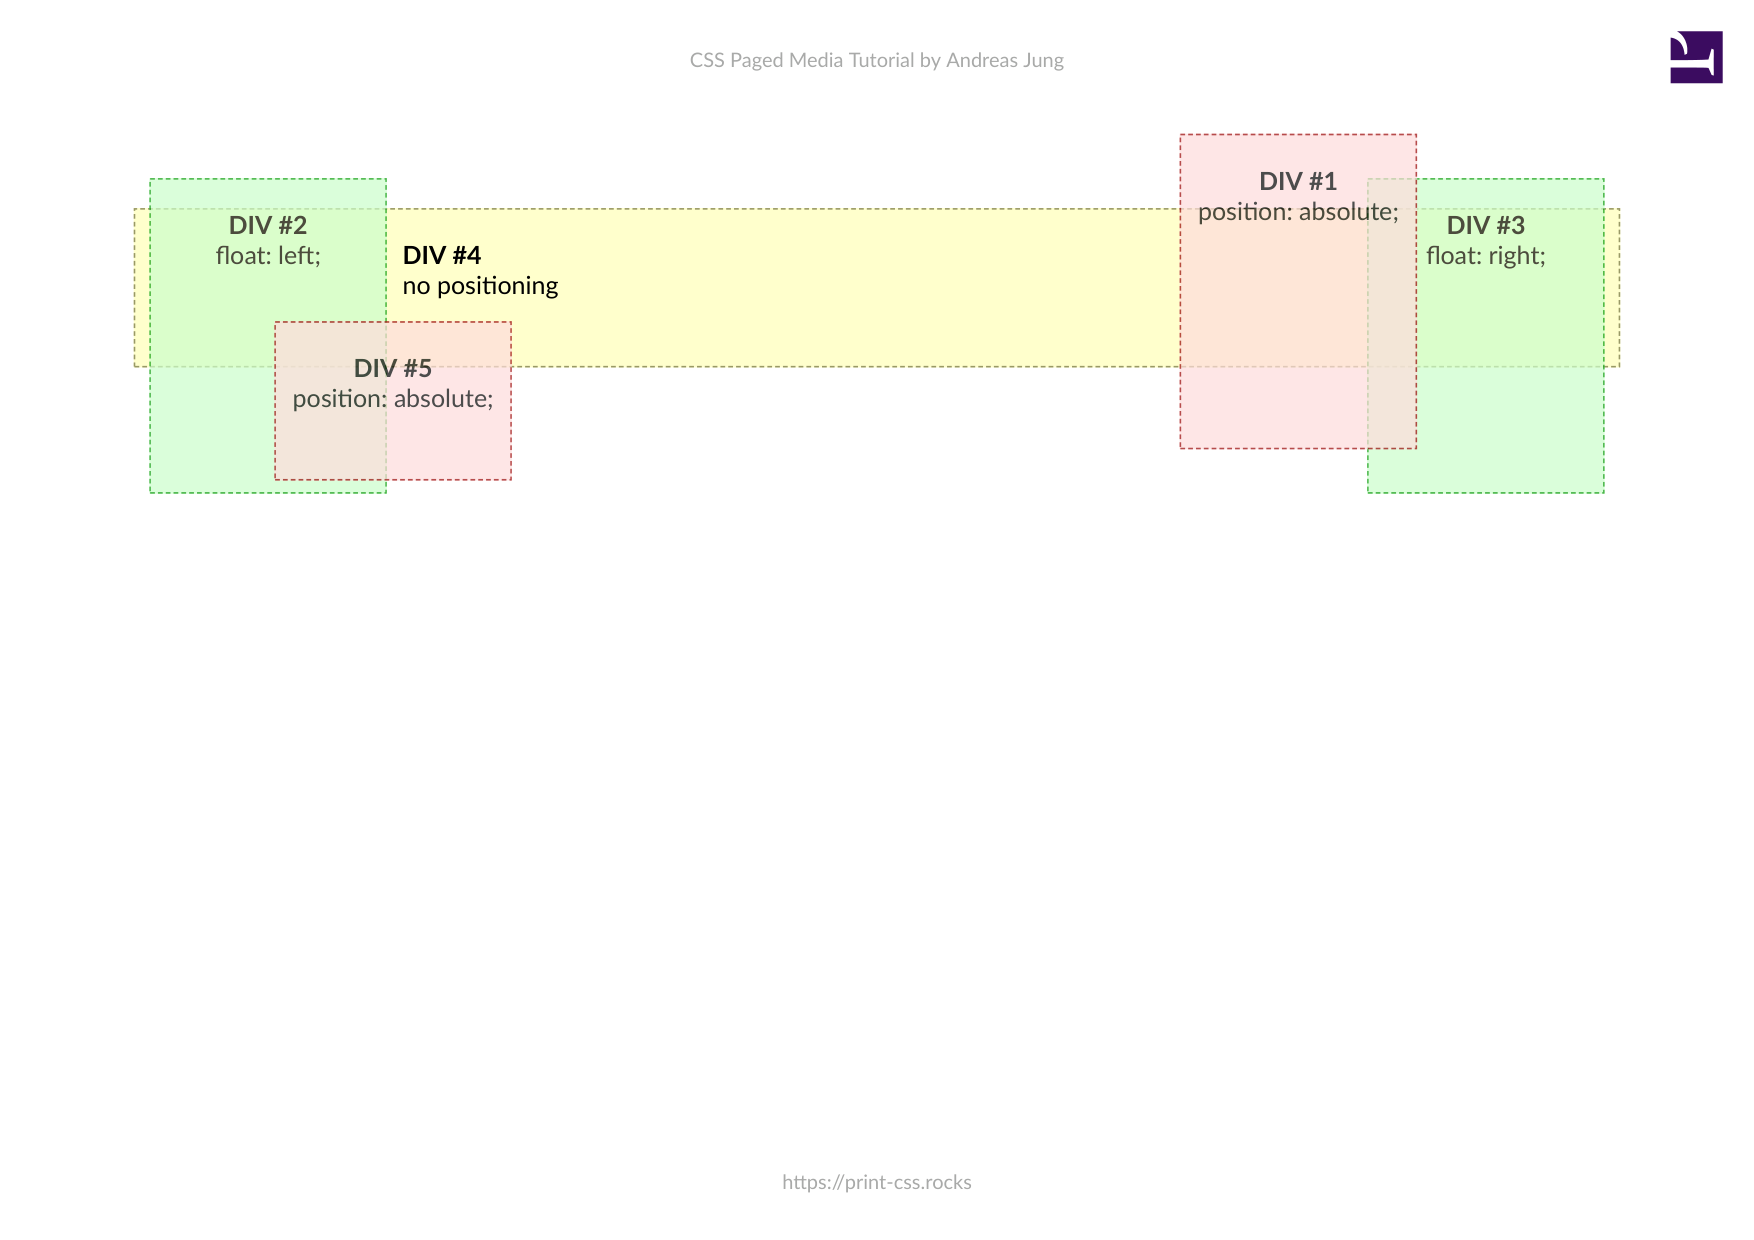 CSS Paged Media Tutorial by Andreas Jung
DIV #1
position: absolute;
DIV #2
float: left;
DIV #3
float: right;
DIV #4
no positioning
DIV #5
position: absolute;
https://print-css.rocks